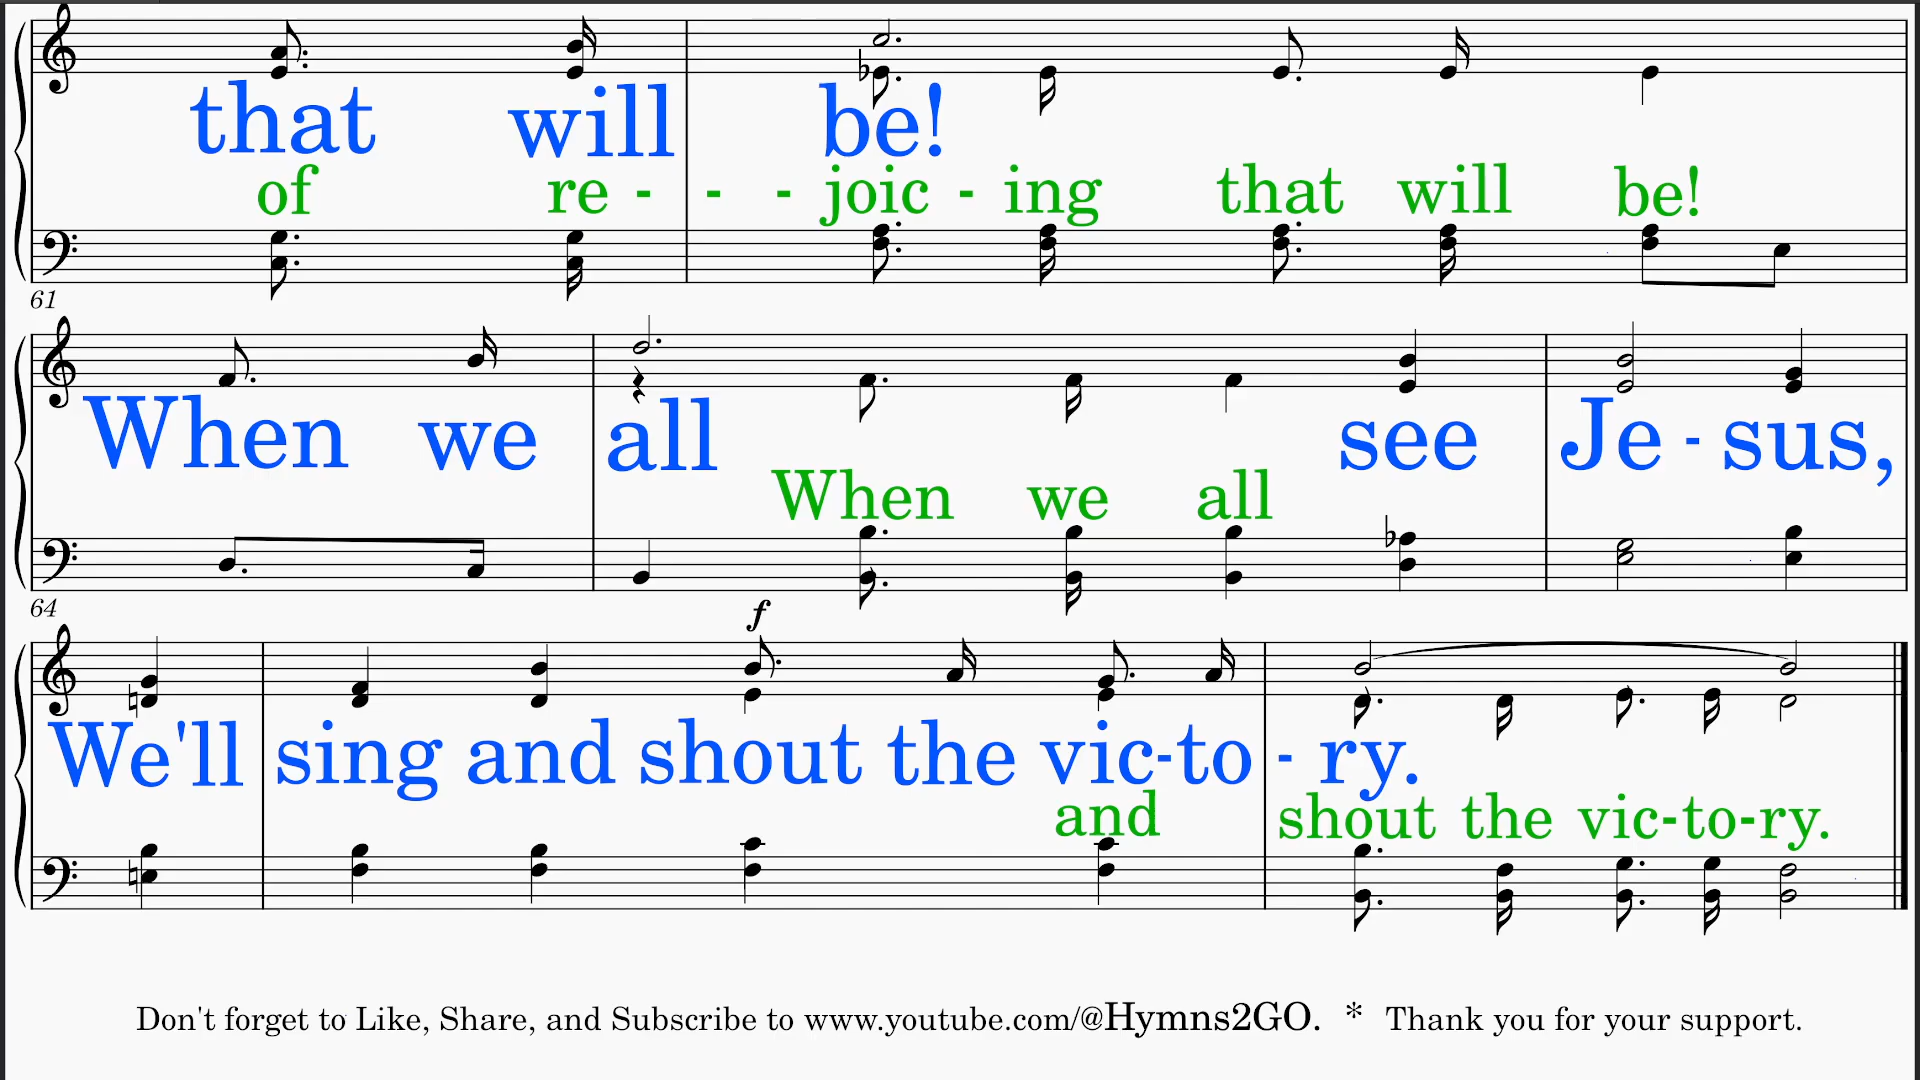 that will be!
of re - - - joic - ing that will be!
61
When we all see Je - sus,
When we all
64
f
We'll sing and shout the vic-to - ry.
and shout the vic-to-ry.
Don't forget to Like, Share, and Subscribe to www.youtube.com/@Hymns2GO. * Thank you for your support.